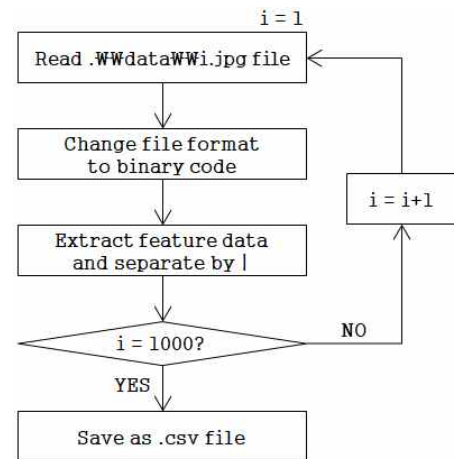 i = 1
Read .₩₩data₩₩i.jpg file
Change file format
to binary code
i = i+1
Extract feature data
and separate by |
i = 1000?
NO
YES
Save as .csv file